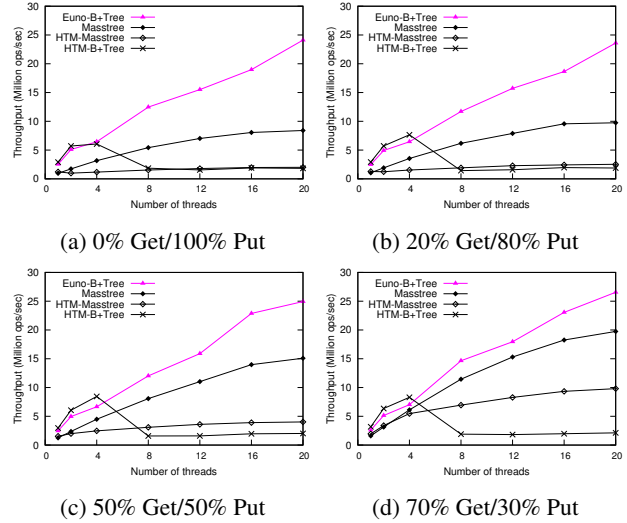 Throughput (Million ops/sec)
30
25
20
15
10
5
0
Euno-B+Tree
Masstree
HTM-Masstree
HTM-B+Tree
0 4 8 12 16 20
Number of threads
(a) 0% Get/100% Put
Throughput (Million ops/sec)
30
25
20
15
10
5
0
Euno-B+Tree
Masstree
HTM-Masstree
HTM-B+Tree
0 4 8 12 16 20
Number of threads
(b) 20% Get/80% Put
Throughput (Million ops/sec)
30
25
20
15
10
5
0
Euno-B+Tree
Masstree
HTM-Masstree
HTM-B+Tree
0 4 8 12 16 20
Number of threads
(c) 50% Get/50% Put
Throughput (Million ops/sec)
30
25
20
15
10
5
0
Euno-B+Tree
Masstree
HTM-Masstree
HTM-B+Tree
0 4 8 12 16 20
Number of threads
(d) 70% Get/30% Put